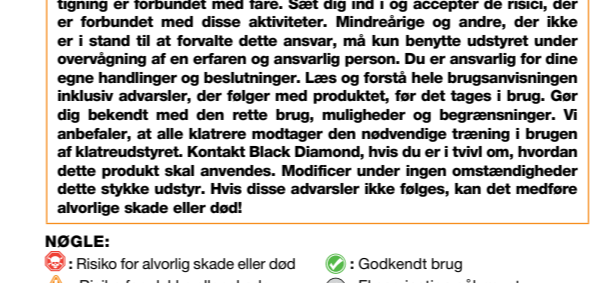 tigning er forbundet med fare. Sæt dig ind i og accepter de risici, der
er forbundet med disse aktiviteter. Mindreårige og andre, der ikke
er i stand til at forvalte dette ansvar, må kun benytte udstyret under
overvågning af en erfaren og ansvarlig person. Du er ansvarlig for dine
egne handlinger og beslutninger. Læs og forstå hele brugsanvisningen
inklusiv advarsler, der følger med produktet, før det tages i brug. Gør
dig bekendt med den rette brug, muligheder og begrænsninger. Vi
anbefaler, at alle klatrere modtager den nødvendige træning i brugen
af klatreudstyret. Kontakt Black Diamond, hvis du er i tvivl om, hvordan
dette produkt skal anvendes. Modificer under ingen omstændigheder
dette stykke udstyr. Hvis disse advarsler ikke følges, kan det medføre
alvorlige skade eller død!
NØGLE:
: Risiko for alvorlig skade eller død : Godkendt brug